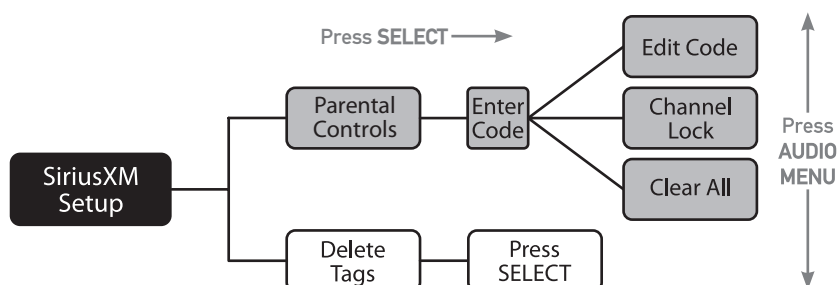 Press SELECT
Edit Code
Parental
Controls
Enter
Code
Channel
Lock
Press
AUDIO
MENU
SiriusXM
Setup
Clear All
Delete
Tags
Press
SELECT